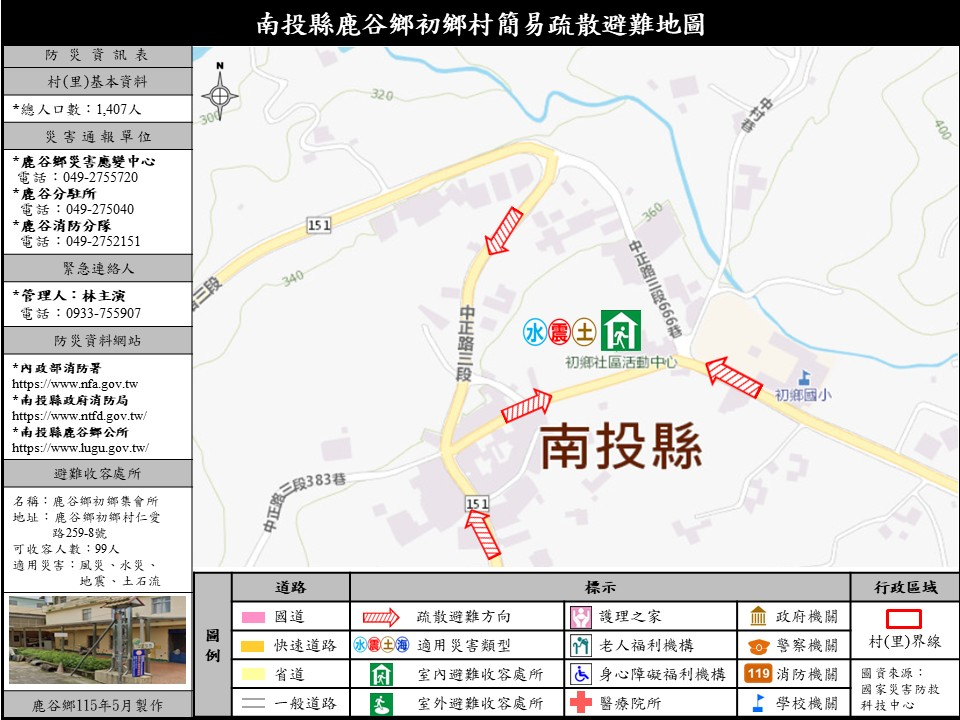 南投縣鹿谷鄉初鄉村簡易疏散避難地圖
防災資訊表
村(里)基本資料
*總人口數：1,407人
災害通報單位
*鹿谷鄉災害應變中心
電話：049-2755720
*鹿谷分駐所
電話：049-275040
*鹿谷消防分隊
電話：049-2752151
緊急連絡人
*管理人：林主演
電話：0933-755907
防災資料網站
*內政部消防署
https://www.nfa.gov.tw
*南投縣政府消防局
https://www.ntfd.gov.tw/
*南投縣鹿谷鄉公所
https://www.lugu.gov.tw/
避難收容處所
名稱：鹿谷鄉初鄉集會所
地址：鹿谷鄉初鄉村仁愛
路259-8號
可收容人數：99人
適用災害：風災、水災、
地震、土石流
鹿谷鄉115年5月製作
N
300
320
中村巷
400
151
360
340
路三段
中正路三段666巷
中正路三段
水 震 土
初鄉社區活動中心
初鄉國小
南投縣
中正路三段383巷
151
圖例
道路
標示
行政區域
國道
疏散避難方向
護理之家
政府機關
快速道路
水 震 土 海
適用災害類型
老人福利機構
警察機關
村(里)界線
省道
室內避難收容處所
身心障礙福利機構
119
消防機關
一般道路
室外避難收容處所
醫療院所
學校機關
圖資來源：
國家災害防救
科技中心